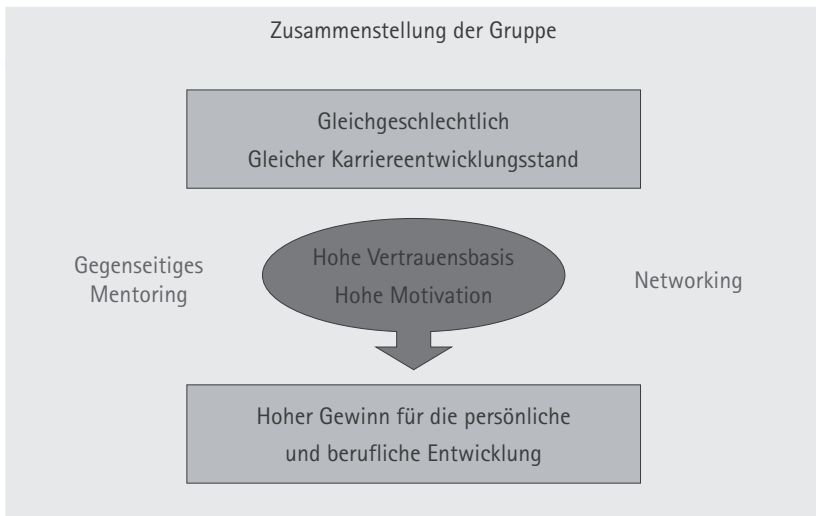 Zusammenstellung der Gruppe
Gleichgeschlechtlich
Gleicher Karriereentwicklungsstand
Gegenseitiges
Mentoring
Hohe Vertrauensbasis
Hohe Motivation
Networking
Hoher Gewinn für die persönliche
und berufliche Entwicklung